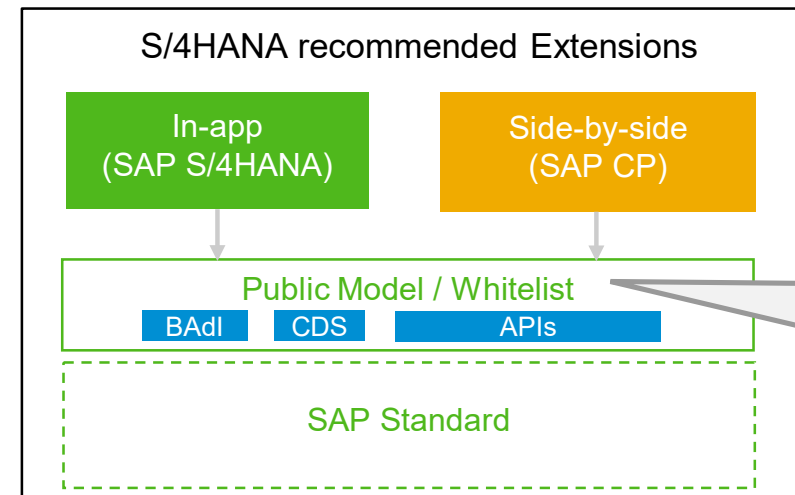 S/4HANA recommended Extensions
In-app
(SAP S/4HANA)
Side-by-side
(SAP CP)
Public Model / Whitelist
BAdI
CDS
APIs
SAP Standard